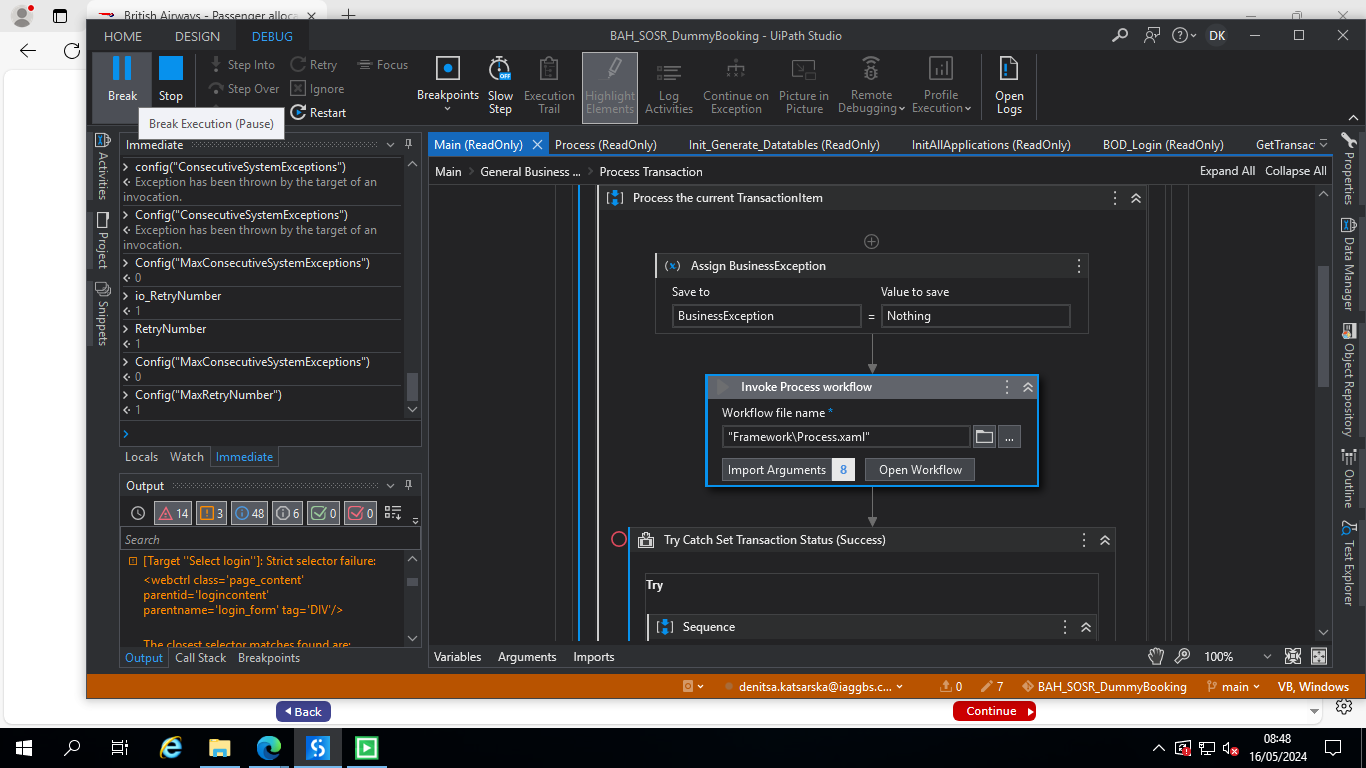 British Airways - Passenger alloca
HOME
DESIGN
DEBUG
BAH_SOSR_DummyBooking - UiPath Studio
DK
Break
Stop
Step Into
Step Over
Retry
Ignore
Restart
Focus
Breakpoints
Slow
Step
OFF
Execution
Trail
Highlight
Elements
Log
Activities
Continue on
Exception
Picture in
Picture
Remote
Debugging
Profile
Execution
Open
Logs
Break Execution (Pause)
Activities
Project
Snippets
Immediate
config("ConsecutiveSystemExceptions")
Exception has been thrown by the target of an
invocation.
Config("ConsecutiveSystemExceptions")
Exception has been thrown by the target of an
invocation.
Config("MaxConsecutiveSystemExceptions")
0
io_RetryNumber
1
RetryNumber
1
Config("MaxConsecutiveSystemExceptions")
0
Config("MaxRetryNumber")
1
Locals
Watch
Immediate
Output
14
3
48
6
0
0
Search
[Target "Select login"]: Strict selector failure:
<webctrl class='page_content'
parentid='logincontent'
parentname='login_form' tag='DIV'/>
The closest selector matches found are:
Output
Call Stack
Breakpoints
Main (ReadOnly)
Process (ReadOnly)
Init_Generate_Datatables (ReadOnly)
InitAllApplications (ReadOnly)
BOD_Login (ReadOnly)
GetTransac
Main
General Business ...
Process Transaction
Expand All
Collapse All
Process the current TransactionItem
Assign BusinessException
Save to
Value to save
BusinessException
=
Nothing
Invoke Process workflow
Workflow file name *
"Framework\Process.xaml"
...
Import Arguments
8
Open Workflow
Try Catch Set Transaction Status (Success)
Try
Sequence
Variables
Arguments
Imports
100%
Properties
Data Manager
Object Repository
Outline
Test Explorer
denitsa.katsarska@iaggbs.c...
0
7
BAH_SOSR_DummyBooking
main
VB, Windows
Back
Continue
08:48
16/05/2024